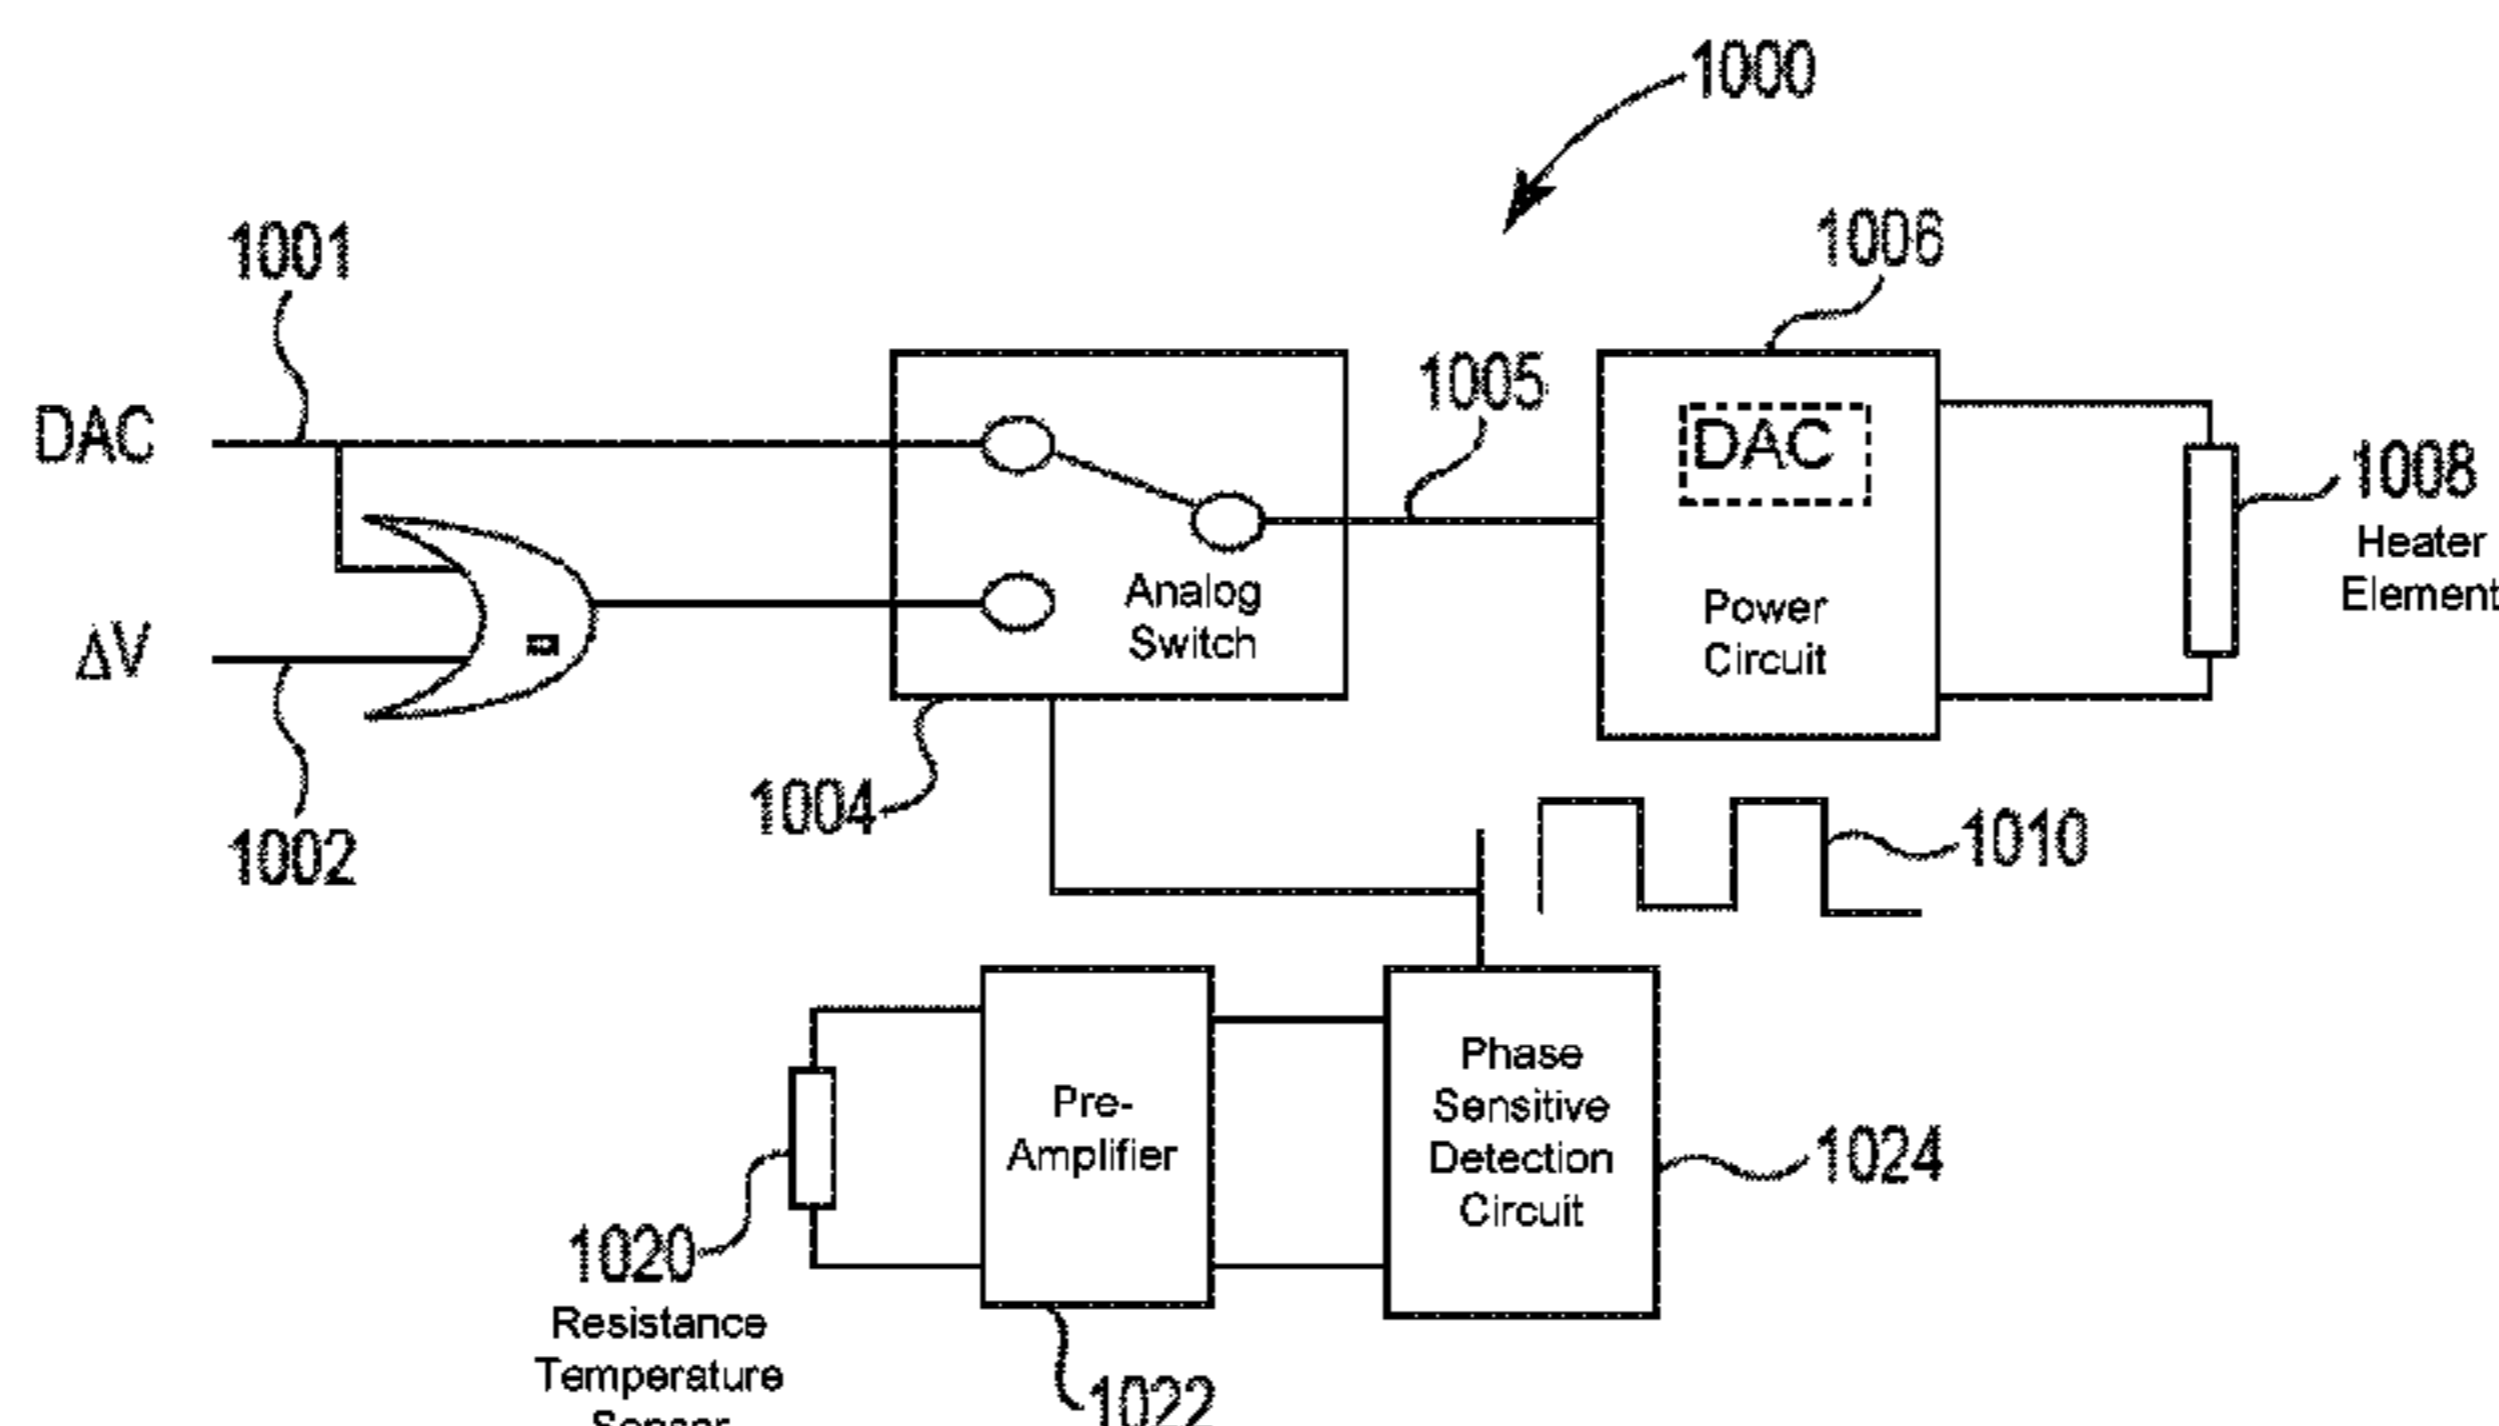 1000
1001
1006
1005
DAC
DAC
1008
Heater
Element
Analog
Switch
Power
Circuit
ΔV
1004
1002
1010
Phase
Sensitive
Detection
Circuit
Pre-
Amplifier
1024
1020
Resistance
Temperature
Sensor
1022